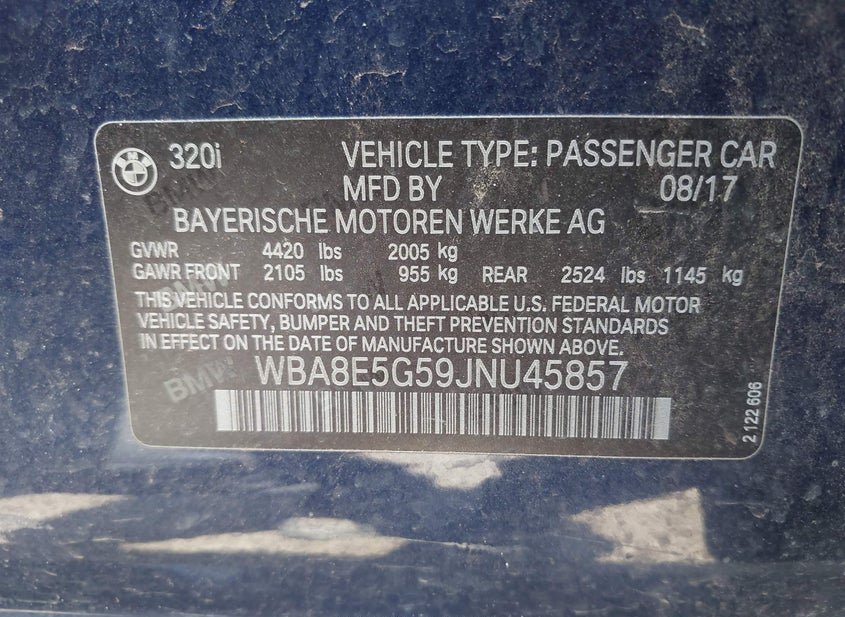 320i VEHICLE TYPE: PASSENGER CAR
MFD BY 08/17
BAYERISCHE MOTOREN WERKE AG
GVWR 4420 lbs 2005 kg
GAWR FRONT 2105 lbs 955 kg REAR 2524 lbs 1145 kg
THIS VEHICLE CONFORMS TO ALL APPLICABLE U.S. FEDERAL MOTOR
VEHICLE SAFETY, BUMPER AND THEFT PREVENTION STANDARDS
IN EFFECT ON THE DATE OF MANUFACTURE SHOWN ABOVE.
WBA8E5G59JNU45857
2 122 606
BMW
BMW
BMW